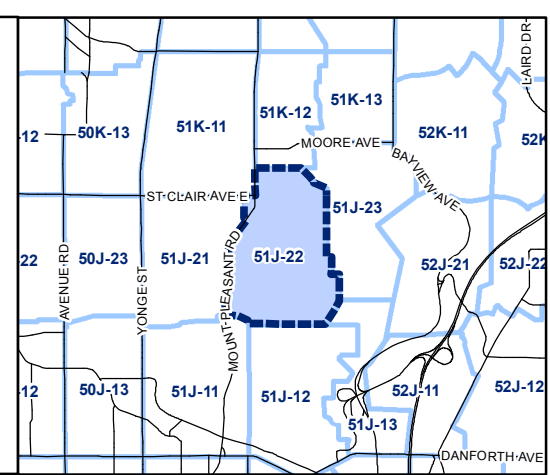 LAIRD DR
51K-13
51K-12
-12
50K-13
51K-11
52K-11
52K
MOORE AVE
BAYVIEW AVE
ST CLAIR AVE E
51J-23
22
AVENUE RD
50J-23
YONGE ST
51J-21
MOUNT PLEASANT RD
51J-22
52J-21
52J-22
-12
50J-13
51J-11
51J-12
52J-11
52J-12
51J-13
DANFORTH AVE